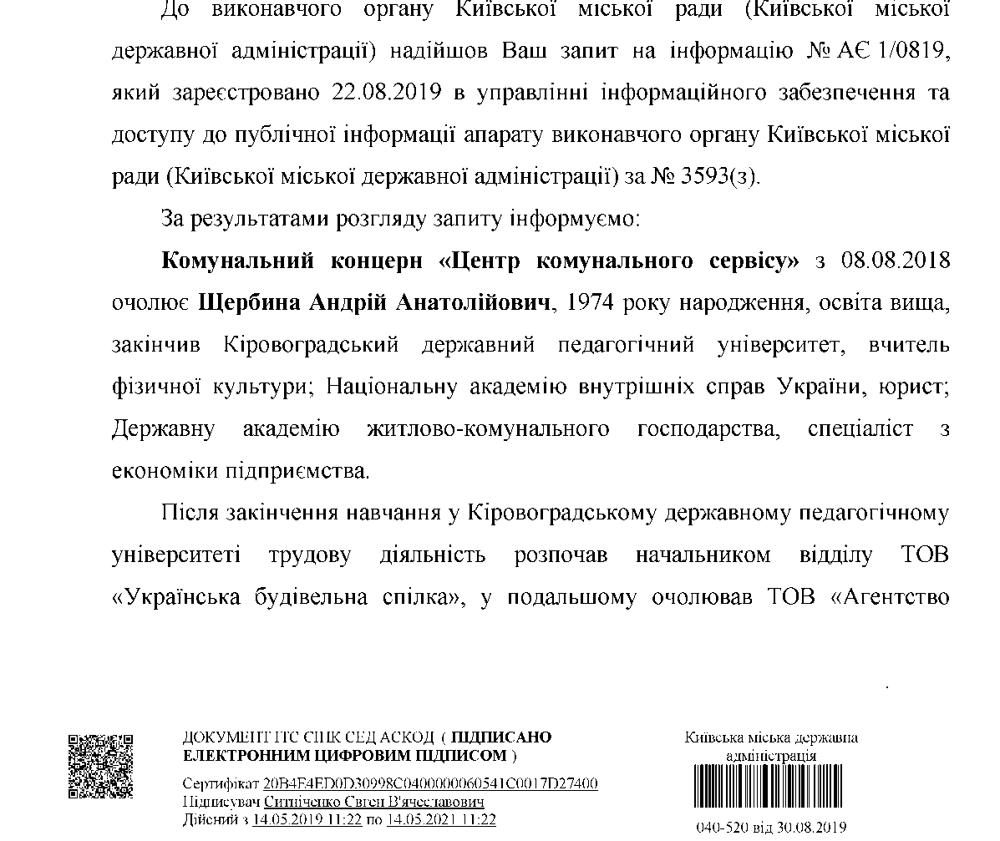 До виконавчого органу Київської міської ради (Київської міської
державної адміністрації) надійшов Ваш запит на інформацію № АЄ 1/0819,
який зареєстровано 22.08.2019 в управлінні інформаційного забезпечення та
доступу до публічної інформації апарату виконавчого органу Київської міської
ради (Київської міської державної адміністрації) за № 3593(з).
За результатами розгляду запиту інформуємо:
Комунальний концерн «Центр комунального сервісу» з 08.08.2018
очолює Щербина Андрій Анатолійович, 1974 року народження, освіта вища,
закінчив Кіровоградський державний педагогічний університет, вчитель
фізичної культури; Національну академію внутрішніх справ України, юрист;
Державну академію житлово-комунального господарства, спеціаліст з
економіки підприємства.
Після закінчення навчання у Кіровоградському державному педагогічному
університеті трудову діяльність розпочав начальником відділу ТОВ
«Українська будівельна спілка», у подальшому очолював ТОВ «Агентство
ДОКУМЕНТ ІТС ЄІПК СЕД АСКОД ( ПІДПИСАНО
ЕЛЕКТРОННИМ ЦИФРОВИМ ПІДПИСОМ )
Сертифікат 20B4E4ED0D30998C0400000060541C0017D27400
Підписувач Ситніченко Євген В'ячеславович
Дійсний з 14.05.2019 11:22 по 14.05.2021 11:22
Київська міська державна
адміністрація
040-520 від 30.08.2019